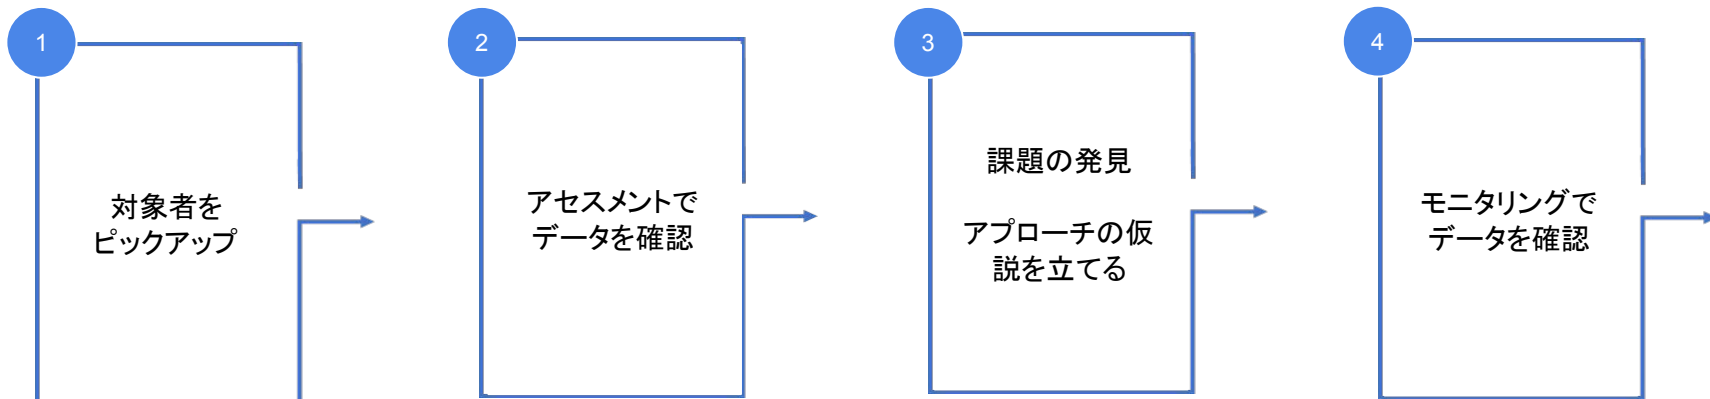 1
対象者を
ピックアップ
2
アセスメントで
データを確認
3
課題の発見
アプローチの仮
説を立てる
4
モニタリングで
データを確認